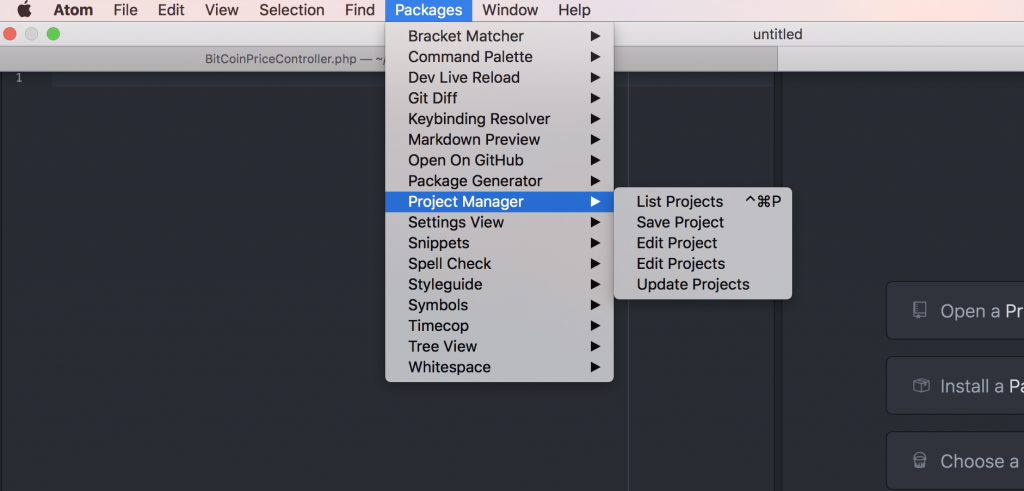 Atom File Edit View Selection Find Packages Window Help
untitled
BitCoinPriceController.php — ~/
1
Bracket Matcher
Command Palette
Dev Live Reload
Git Diff
Keybinding Resolver
Markdown Preview
Open On GitHub
Package Generator
Project Manager
Settings View
Snippets
Spell Check
Styleguide
Symbols
Timecop
Tree View
Whitespace
List Projects ^⌘P
Save Project
Edit Project
Edit Projects
Update Projects
Open a Pr
Install a Pa
Choose a